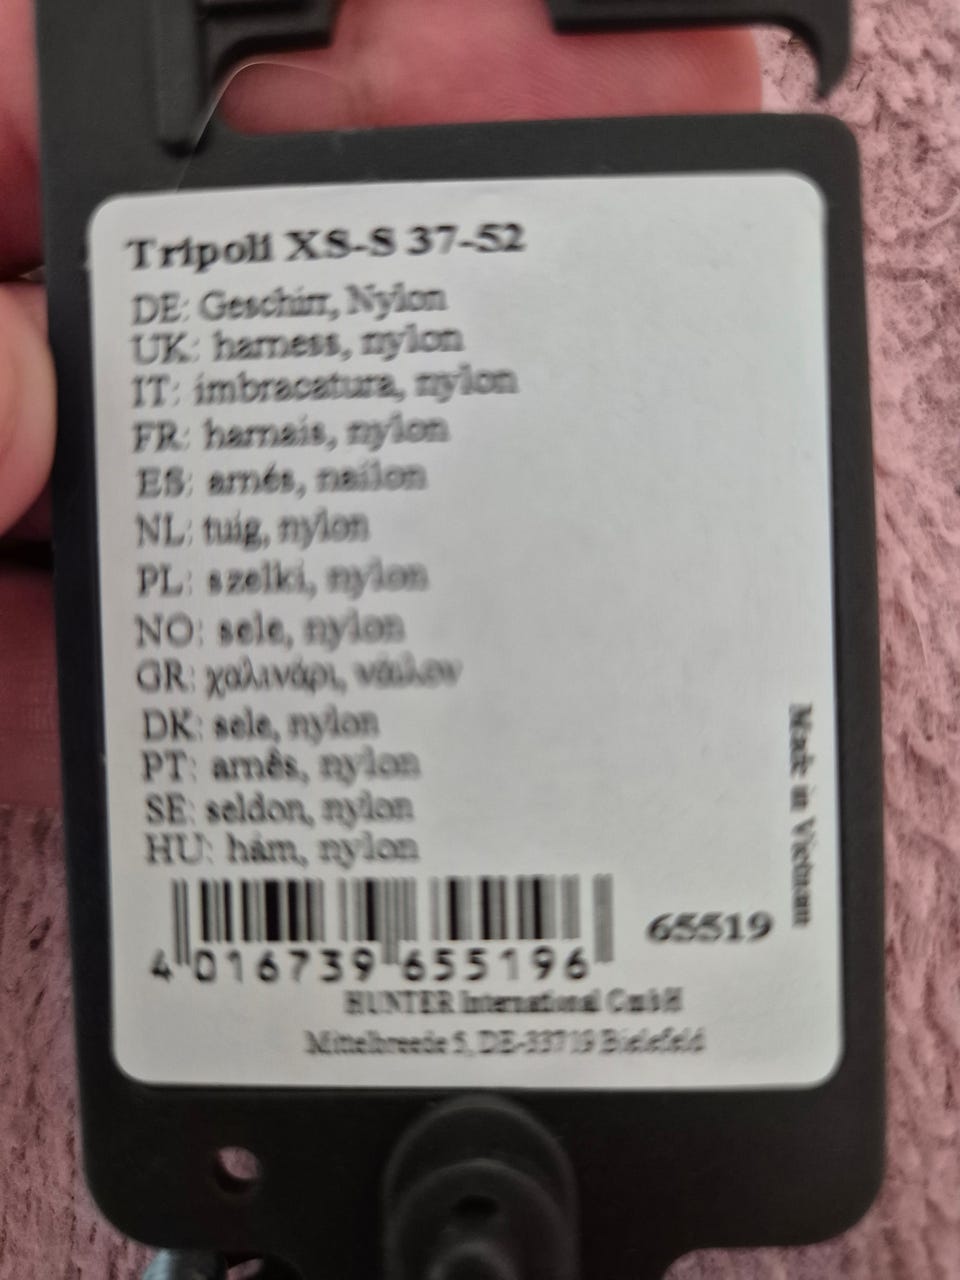 Tripoli XS-S 37-52
DE: Geschirr, Nylon
UK: harness, nylon
IT: imbracatura, nylon
FR: harnais, nylon
ES: arnés, nailon
NL: tuig, nylon
PL: szelki, nylon
NO: sele, nylon
GR: χαλινάρι, νάιλον
DK: sele, nylon
PT: arnês, nylon
SE: seldon, nylon
HU: hám, nylon
Made in Vietnam
65519
4 016739 655196
HUNTER International GmbH
Mittelbreede 5, DE-33719 Bielefeld